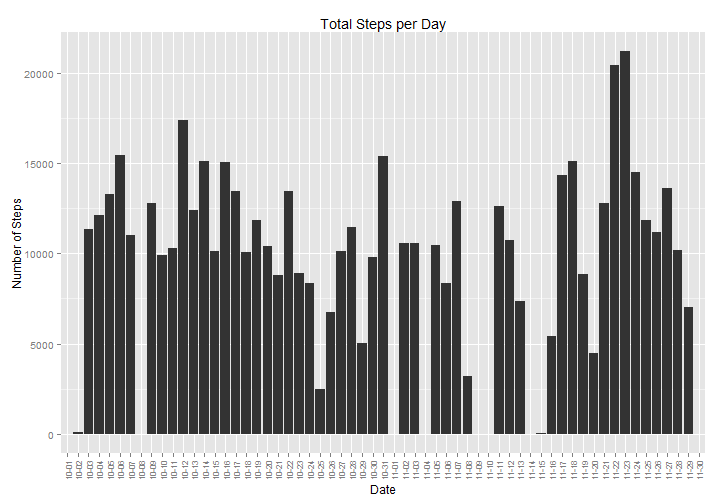 Total Steps per Day
Number of Steps
20000
15000
10000
5000
0
10-01 10-02 10-03 10-04 10-05 10-06 10-07 10-08 10-09 10-10 10-11 10-12 10-13 10-14 10-15 10-16 10-17 10-18 10-19 10-20 10-21 10-22 10-23 10-24 10-25 10-26 10-27 10-28 10-29 10-30 10-31 11-01 11-02 11-03 11-04 11-05 11-06 11-07 11-08 11-09 11-10 11-11 11-12 11-13 11-14 11-15 11-16 11-17 11-18 11-19 11-20 11-21 11-22 11-23 11-24 11-25 11-26 11-27 11-28 11-29 11-30
Date